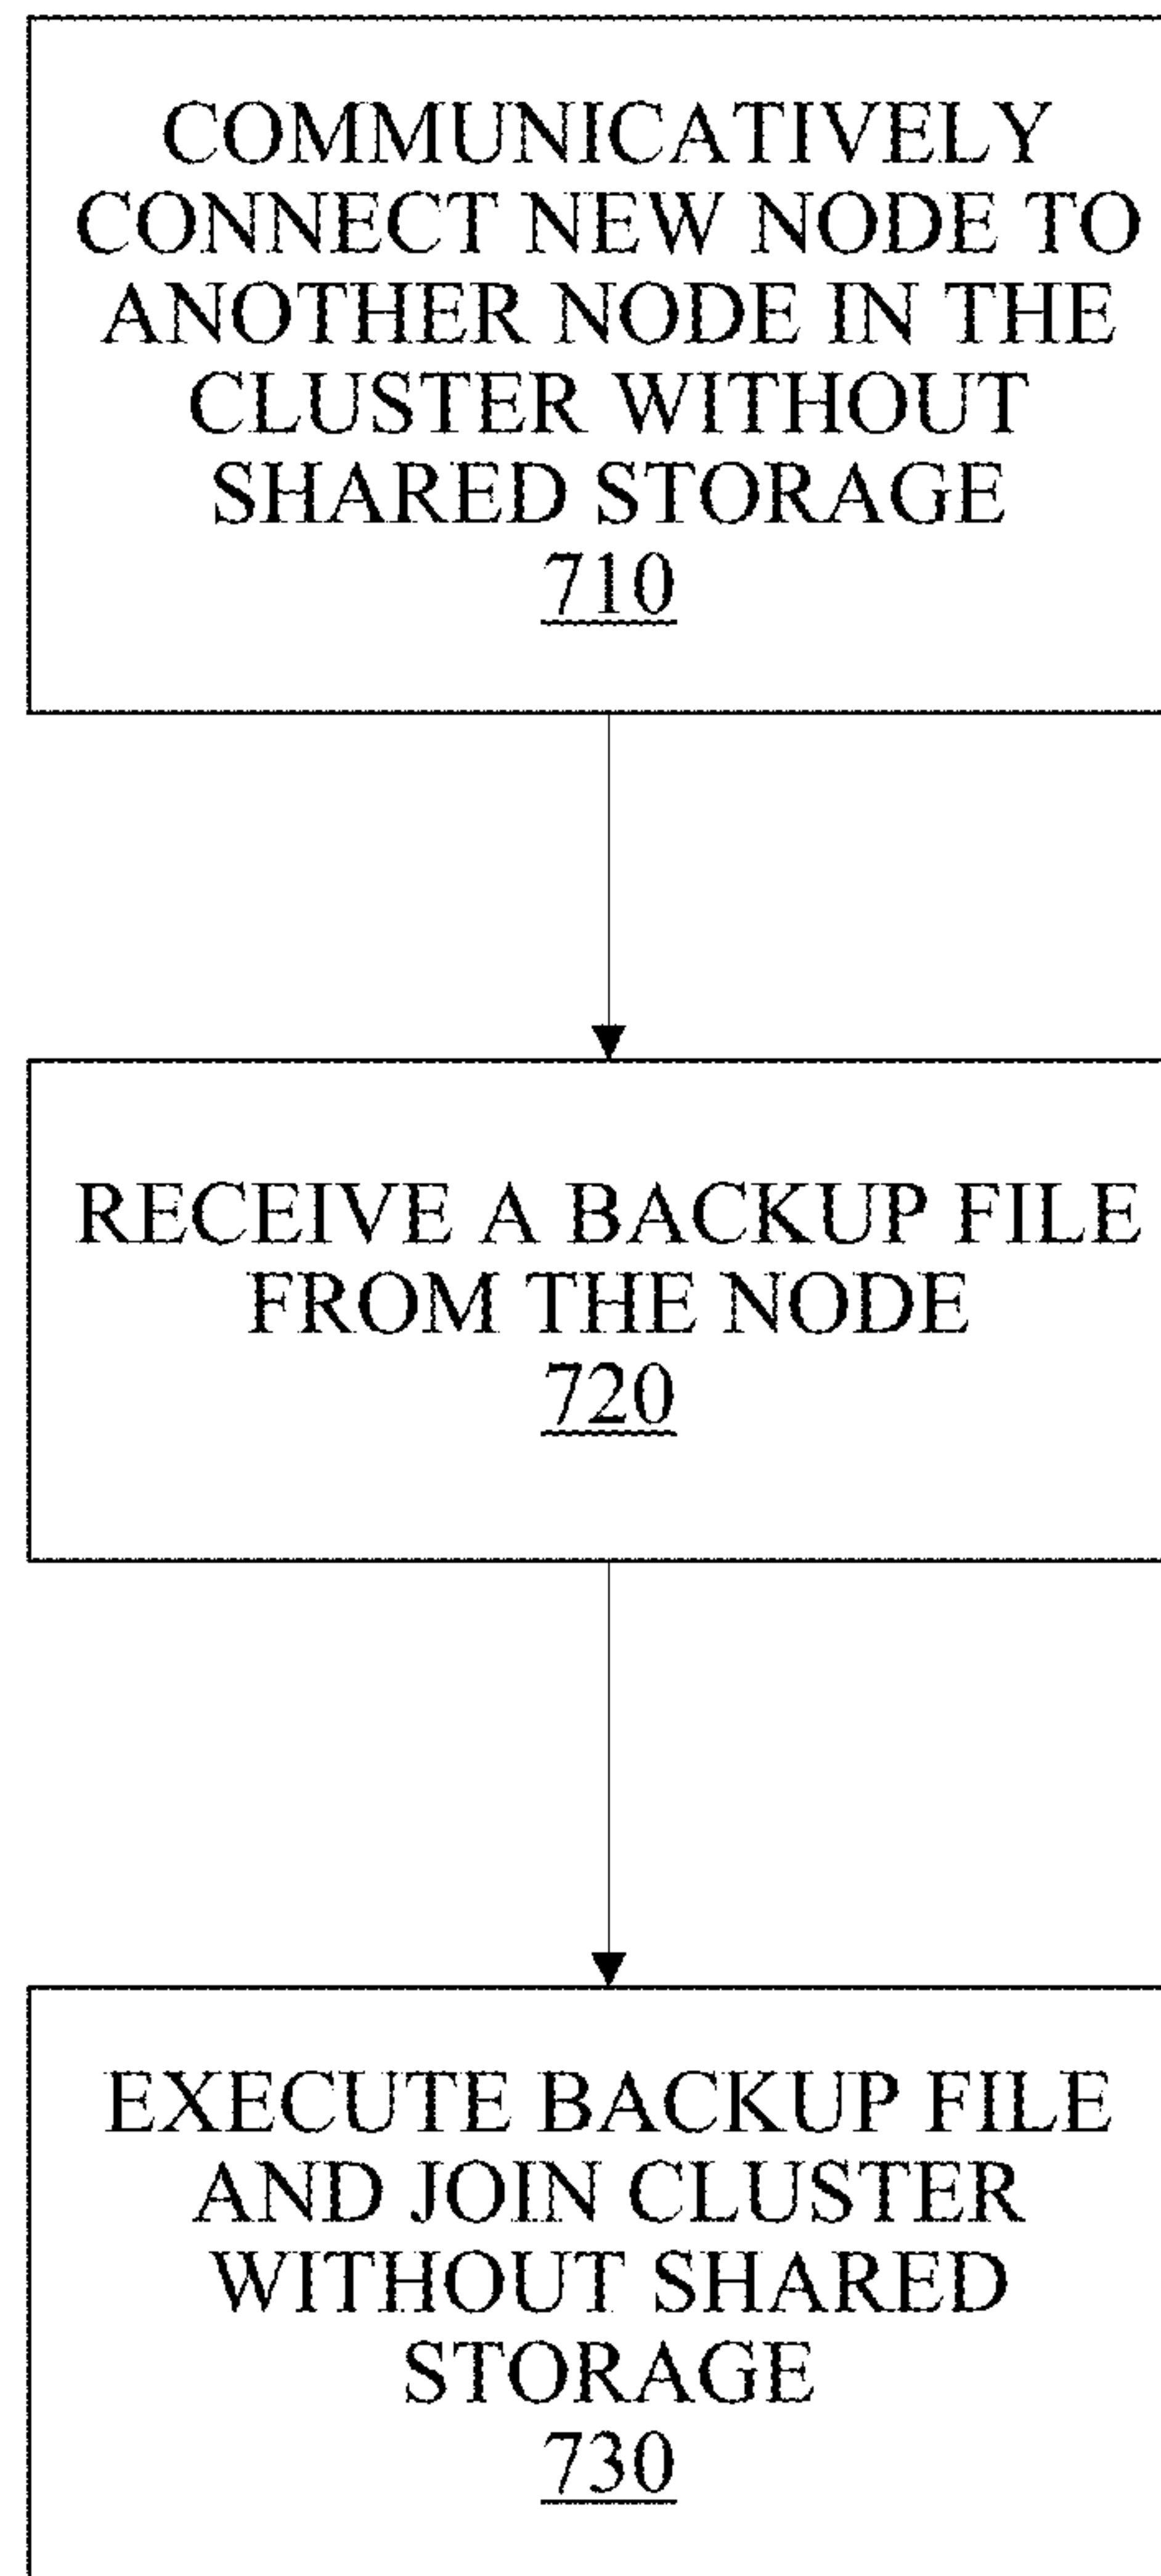 COMMUNICATIVELY
CONNECT NEW NODE TO
ANOTHER NODE IN THE
CLUSTER WITHOUT
SHARED STORAGE
710
RECEIVE A BACKUP FILE
FROM THE NODE
720
EXECUTE BACKUP FILE
AND JOIN CLUSTER
WITHOUT SHARED
STORAGE
730